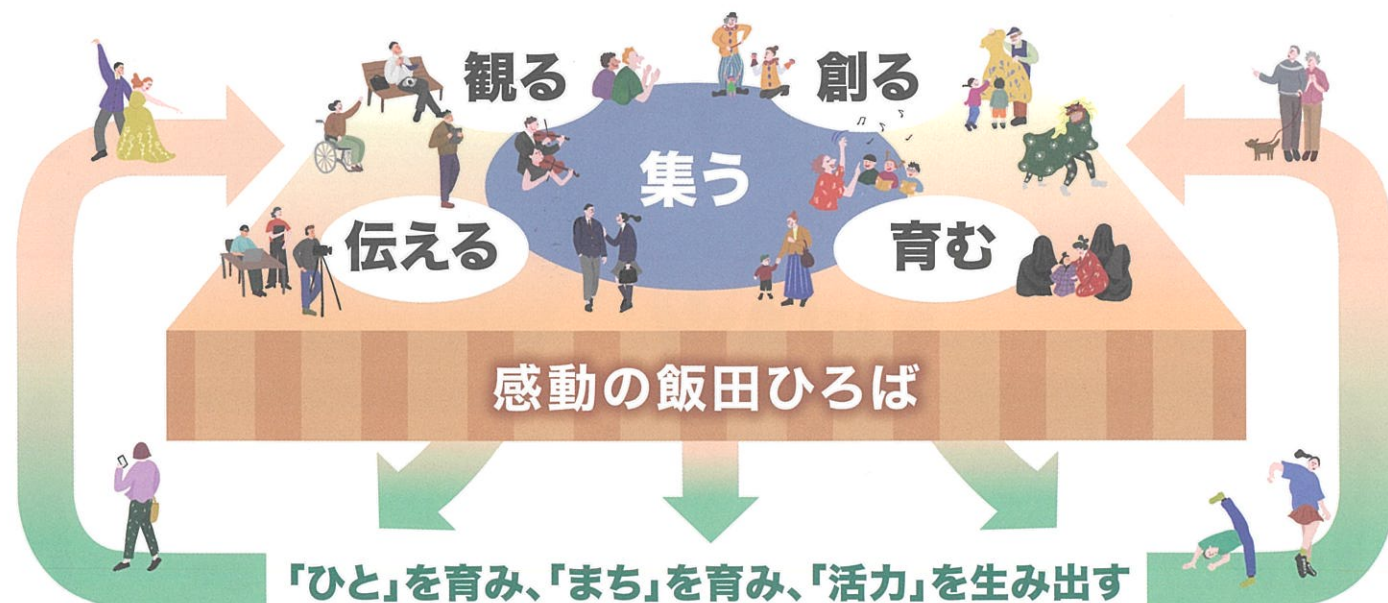 観る
創る
集う
伝える
育む
感動の飯田ひろば
「ひと」を育み、「まち」を育み、「活力」を生み出す